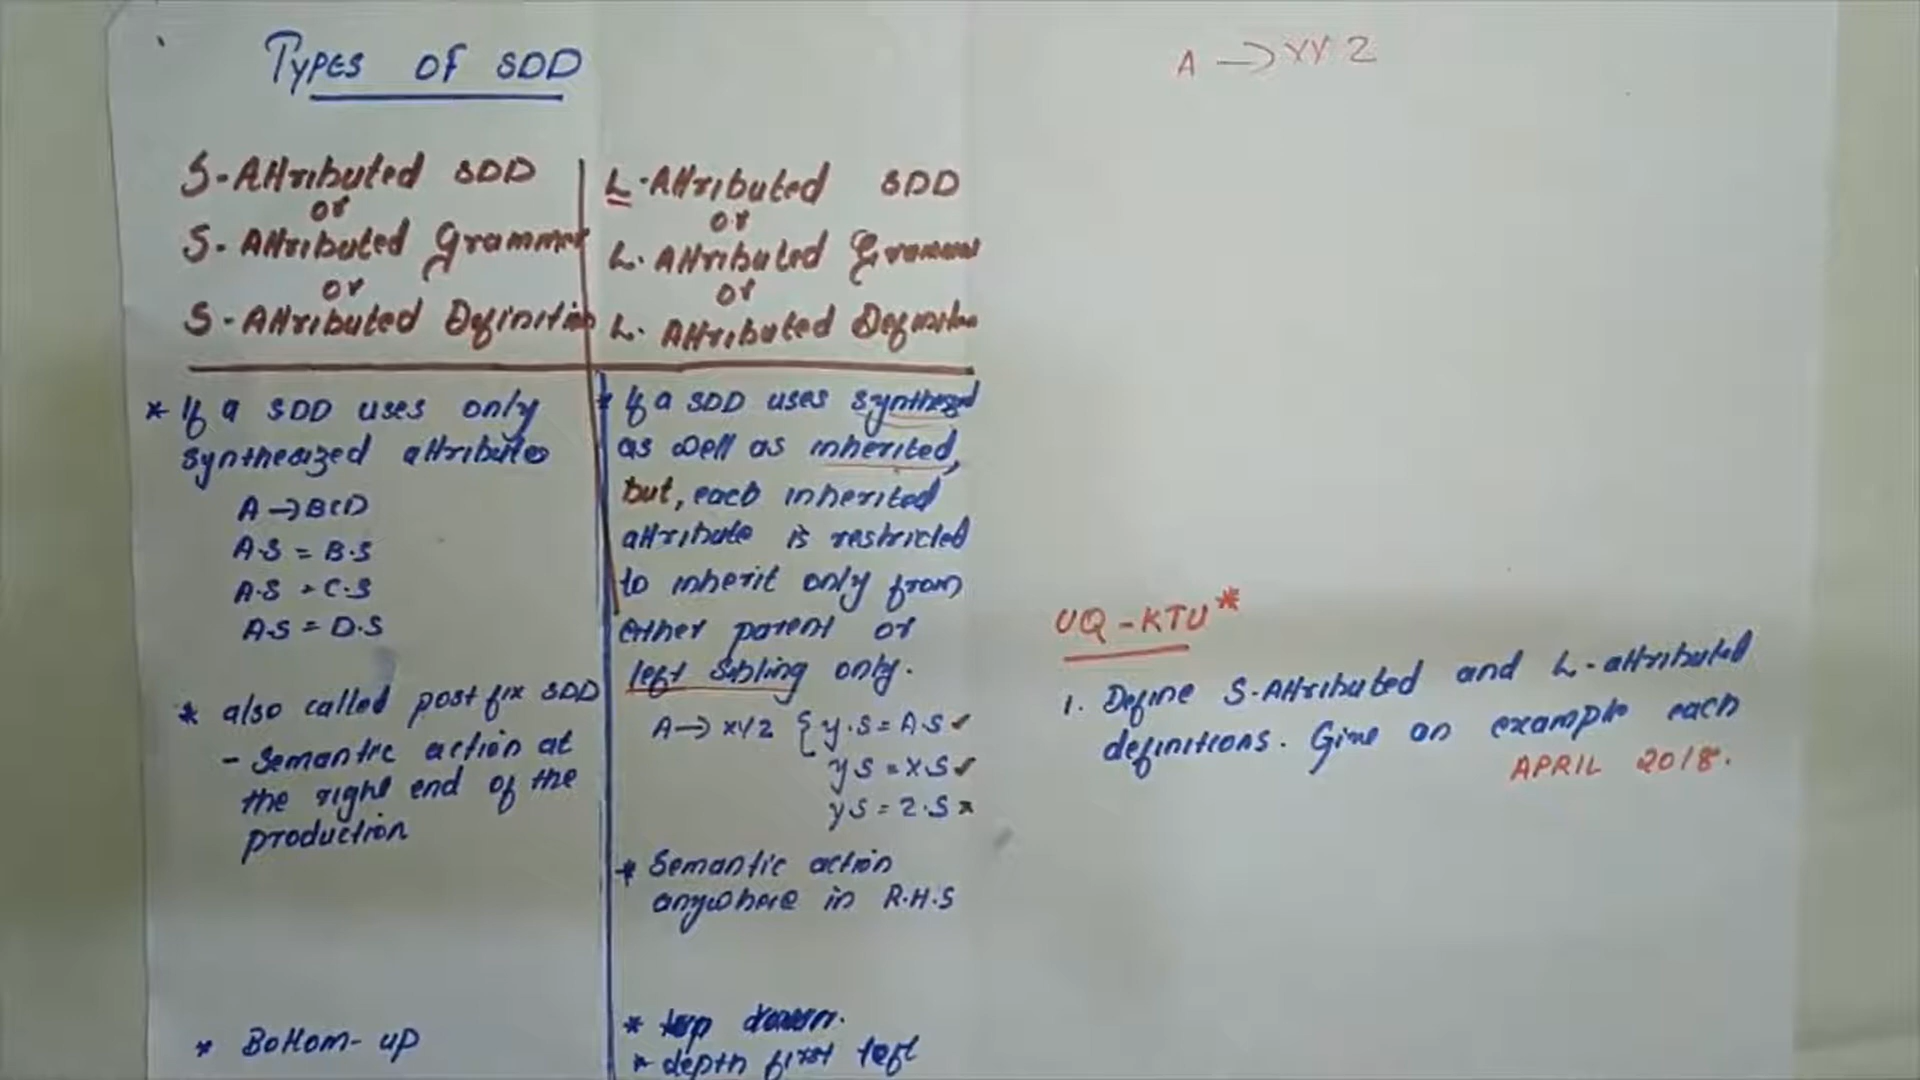 Types of SDD
A → XY Z
S-Attributed SDD
or
S-Attributed Grammar
or
S-Attributed Definition
L-Attributed SDD
or
L-Attributed Grammar
or
L-Attributed Definition
* If a SDD uses only
synthesized attributes
A → BCD
A.S = B.S
A.S = C.S
A.S = D.S
* also called post fix SDD
- Semantic action at
the right end of the
production
* Bottom-up
* If a SDD uses synthesized
as well as inherited,
but, each inherited
attribute is restricted
to inherit only from
either parent or
left sibling only.
A → XYZ { Y.S = A.S ✓
Y.S = X.S ✓
Y.S = Z.S ×
* Semantic action
anywhere in R.H.S
* top down.
* depth first left
UQ - KTU *
1. Define S-Attributed and L-attributed
definitions. Give an example each
APRIL 2018.